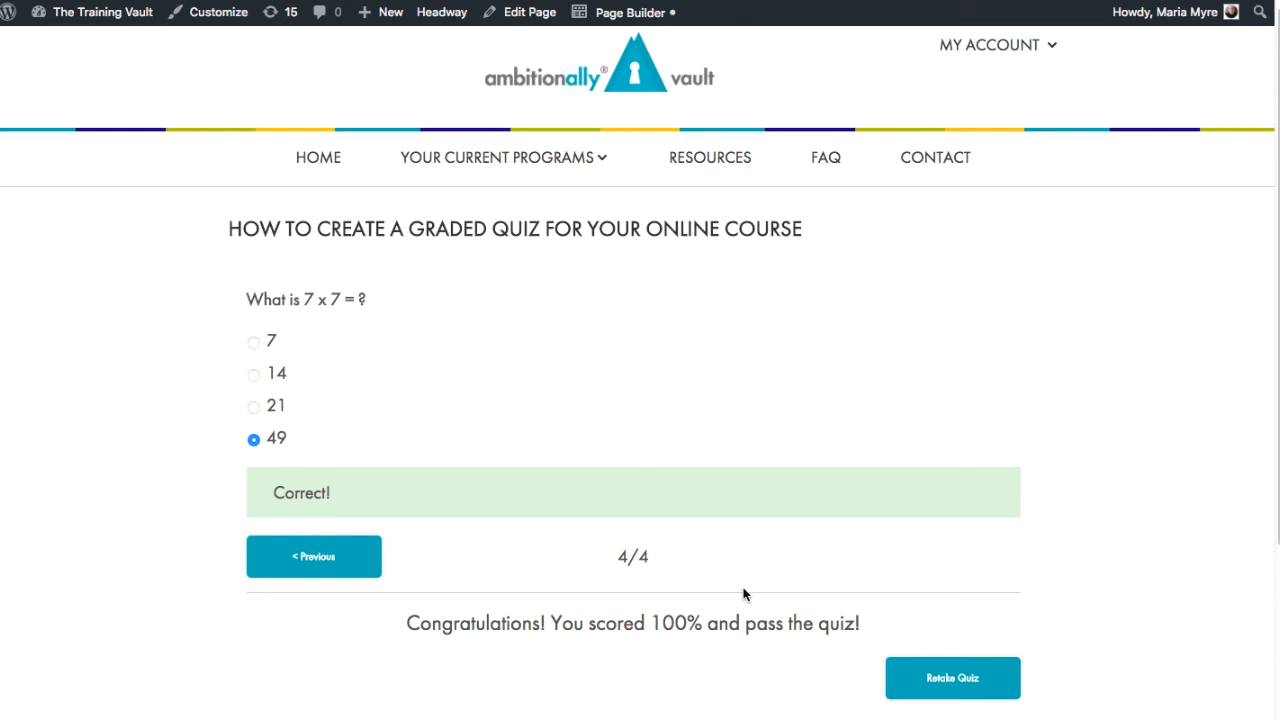 The Training Vault Customize 15 0 New Headway Edit Page Page Builder Howdy, Maria Myre
MY ACCOUNT
ambitionally® vault
HOME YOUR CURRENT PROGRAMS RESOURCES FAQ CONTACT
HOW TO CREATE A GRADED QUIZ FOR YOUR ONLINE COURSE
What is 7 x 7 = ?
7
14
21
49
Correct!
< Previous 4/4
Congratulations! You scored 100% and pass the quiz!
Retake Quiz